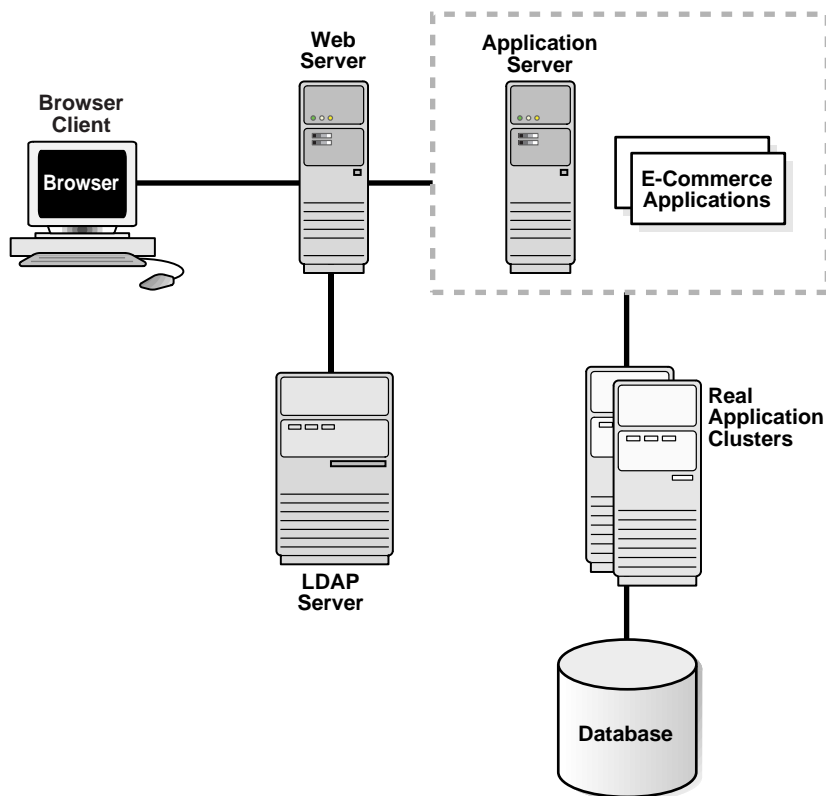 Web
Server
Application
Server
Browser
Client
Browser
E-Commerce
Applications
Real
Application
Clusters
LDAP
Server
Database